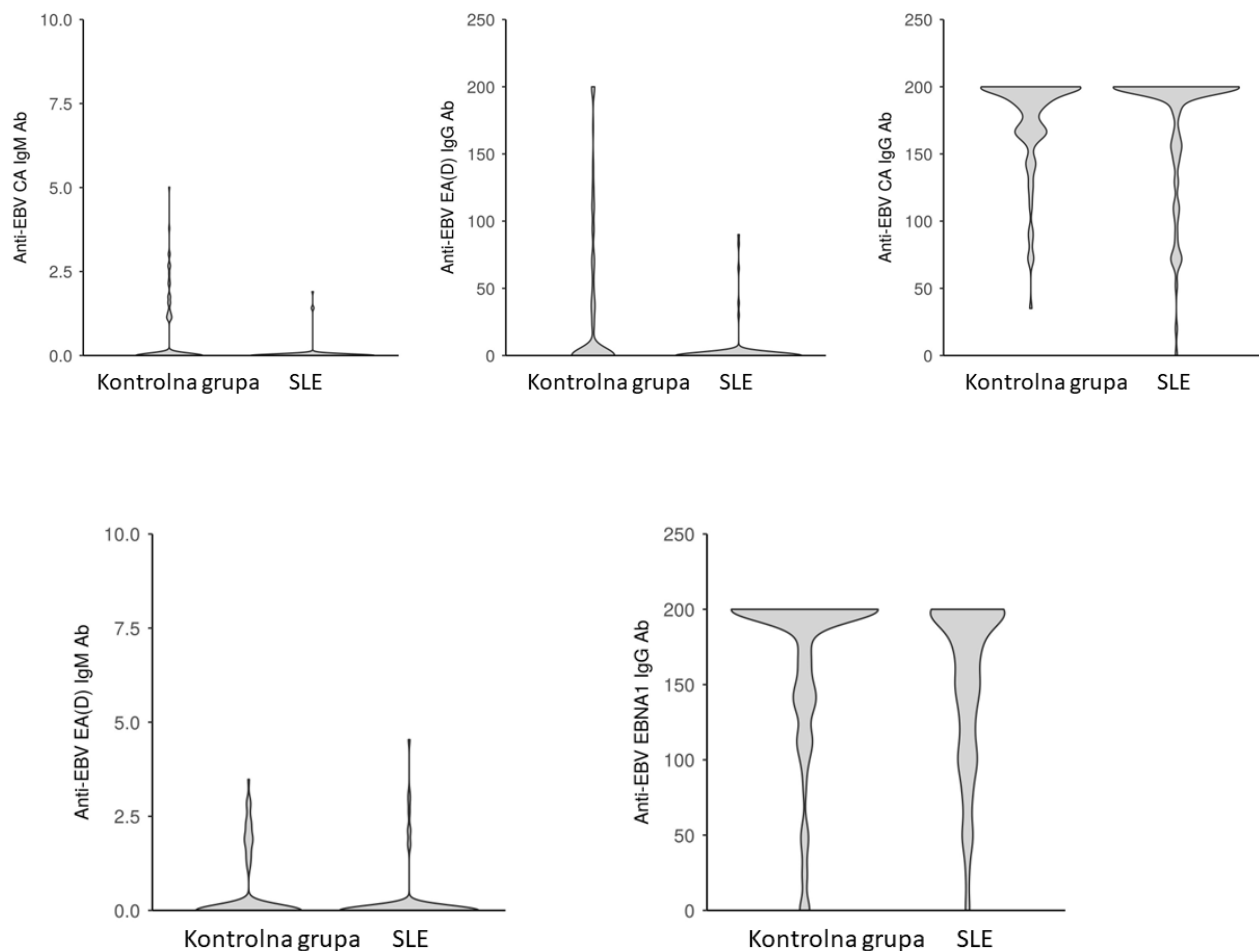 Anti-EBV CA IgM Ab
10.0
7.5
5.0
2.5
0.0
Kontrolna grupa SLE
Anti-EBV EA(D) IgG Ab
250
200
150
100
50
0
Kontrolna grupa SLE
Anti-EBV CA IgG Ab
250
200
150
100
50
0
Kontrolna grupa SLE
Anti-EBV EA(D) IgM Ab
10.0
7.5
5.0
2.5
0.0
Kontrolna grupa SLE
Anti-EBV EBNA1 IgG Ab
250
200
150
100
50
0
Kontrolna grupa SLE